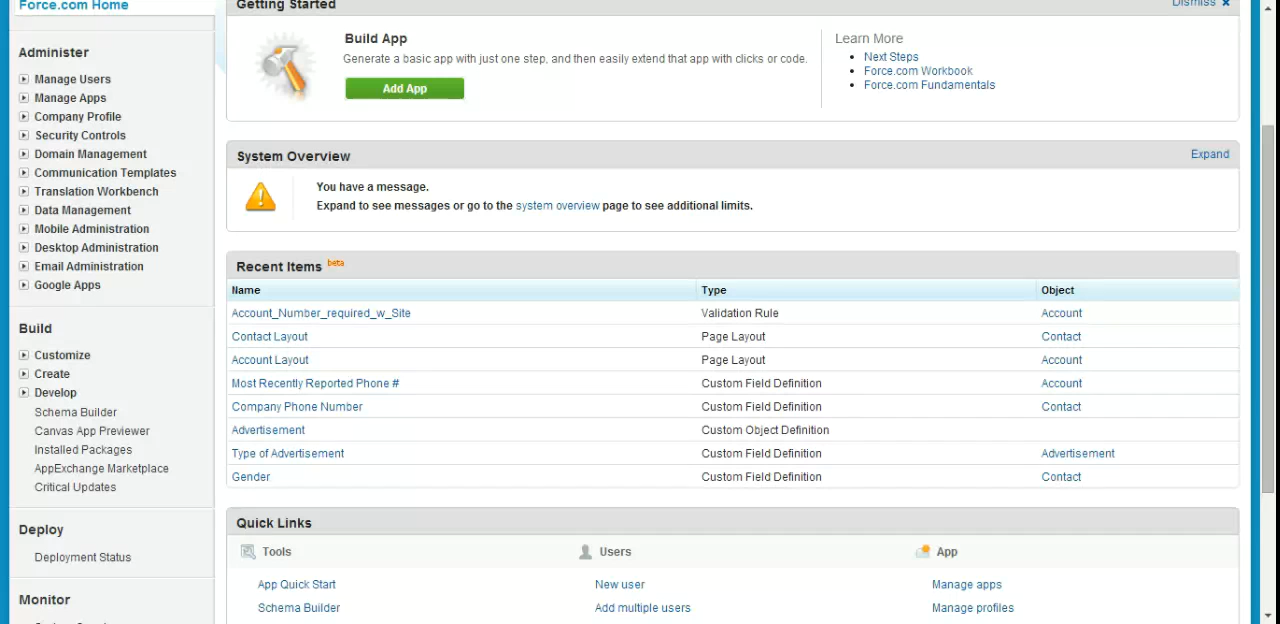 Force.com Home
Administer
Manage Users
Manage Apps
Company Profile
Security Controls
Domain Management
Communication Templates
Translation Workbench
Data Management
Mobile Administration
Desktop Administration
Email Administration
Google Apps
Build
Customize
Create
Develop
Schema Builder
Canvas App Previewer
Installed Packages
AppExchange Marketplace
Critical Updates
Deploy
Deployment Status
Monitor
Getting Started
Dismiss
Build App
Generate a basic app with just one step, and then easily extend that app with clicks or code.
Add App
Learn More
Next Steps
Force.com Workbook
Force.com Fundamentals
System Overview
Expand
You have a message.
Expand to see messages or go to the system overview page to see additional limits.
Recent Items beta
Name Type Object
Account_Number_required_w_Site Validation Rule Account
Contact Layout Page Layout Contact
Account Layout Page Layout Account
Most Recently Reported Phone # Custom Field Definition Account
Company Phone Number Custom Field Definition Contact
Advertisement Custom Object Definition
Type of Advertisement Custom Field Definition Advertisement
Gender Custom Field Definition Contact
Quick Links
Tools Users App
App Quick Start New user Manage apps
Schema Builder Add multiple users Manage profiles